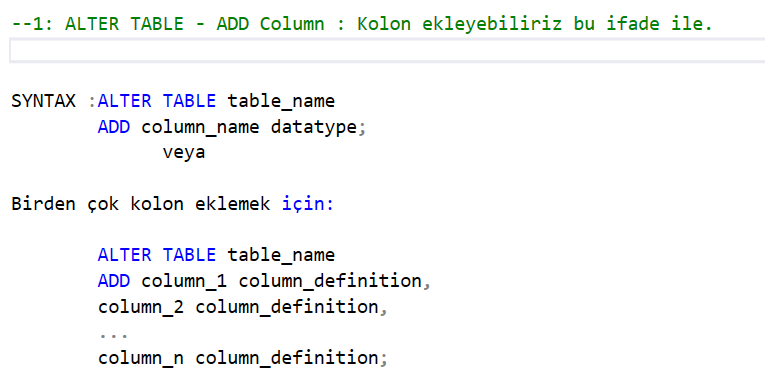 --1: ALTER TABLE - ADD Column : Kolon ekleyebiliriz bu ifade ile.
SYNTAX :ALTER TABLE table_name
ADD column_name datatype;
veya
Birden çok kolon eklemek için:
ALTER TABLE table_name
ADD column_1 column_definition,
column_2 column_definition,
...
column_n column_definition;